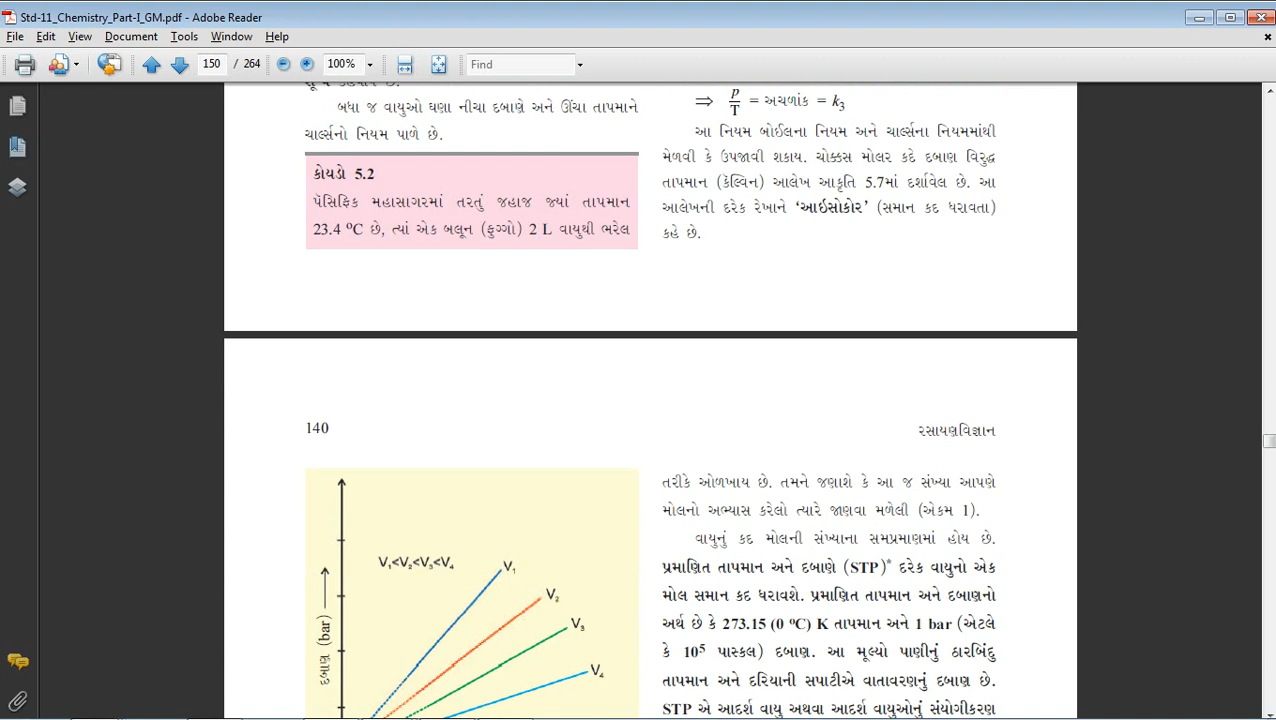 Std-11_Chemistry_Part-I_GM.pdf - Adobe Reader
File Edit View Document Tools Window Help
150 / 264 100% Find
બધા જ વાયુઓ ઘણા નીચા દબાણે અને ઊંચા તાપમાને
ચાર્લ્સનો નિયમ પાળે છે.
કોયડો 5.2
પૅસિફિક મહાસાગરમાં તરતું જહાજ જ્યાં તાપમાન
23.4 °C છે, ત્યાં એક બલૂન (ફુગ્ગો) 2 L વાયુથી ભરેલ
⇒ p/T = અચળાંક = k₃
આ નિયમ બોઈલના નિયમ અને ચાર્લ્સના નિયમમાંથી
મેળવી કે ઉપજાવી શકાય. ચોક્કસ મોલર કદે દબાણ વિરુદ્ધ
તાપમાન (કૅલ્વિન) આલેખ આકૃતિ 5.7માં દર્શાવેલ છે. આ
આલેખની દરેક રેખાને ‘આઇસોકોર’ (સમાન કદ ધરાવતા)
કહે છે.
140
રસાયણવિજ્ઞાન
V₁<V₂<V₃<V₄
V₁
V₂
V₃
V₄
દબાણ (bar)
તરીકે ઓળખાય છે. તમને જણાશે કે આ જ સંખ્યા આપણે
મોલનો અભ્યાસ કરેલો ત્યારે જાણવા મળેલી (એકમ 1).
વાયુનું કદ મોલની સંખ્યાના સમપ્રમાણમાં હોય છે.
પ્રમાણિત તાપમાન અને દબાણે (STP)* દરેક વાયુનો એક
મોલ સમાન કદ ધરાવશે. પ્રમાણિત તાપમાન અને દબાણનો
અર્થ છે કે 273.15 (0 °C) K તાપમાન અને 1 bar (એટલે
કે 10⁵ પાસ્કલ) દબાણ. આ મૂલ્યો પાણીનું ઠારબિંદુ
તાપમાન અને દરિયાની સપાટીએ વાતાવરણનું દબાણ છે.
STP એ આદર્શ વાયુ અથવા આદર્શ વાયુઓનું સંયોગીકરણ